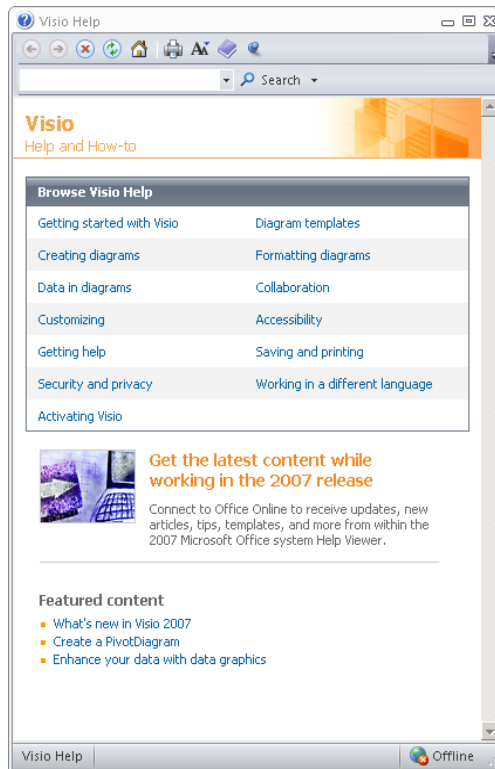 Visio Help
Search
Visio
Help and How-to
Browse Visio Help
Getting started with Visio Diagram templates
Creating diagrams Formatting diagrams
Data in diagrams Collaboration
Customizing Accessibility
Getting help Saving and printing
Security and privacy Working in a different language
Activating Visio
Get the latest content while
working in the 2007 release
Connect to Office Online to receive updates, new
articles, tips, templates, and more from within the
2007 Microsoft Office system Help Viewer.
Featured content
What's new in Visio 2007
Create a PivotDiagram
Enhance your data with data graphics
Visio Help Offline